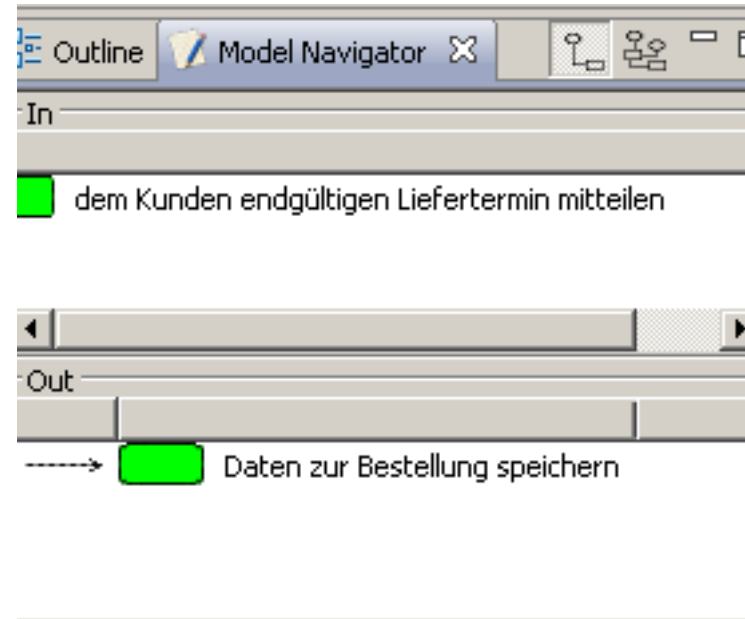 Outline Model Navigator
In
dem Kunden endgültigen Liefertermin mitteilen
Out
Daten zur Bestellung speichern